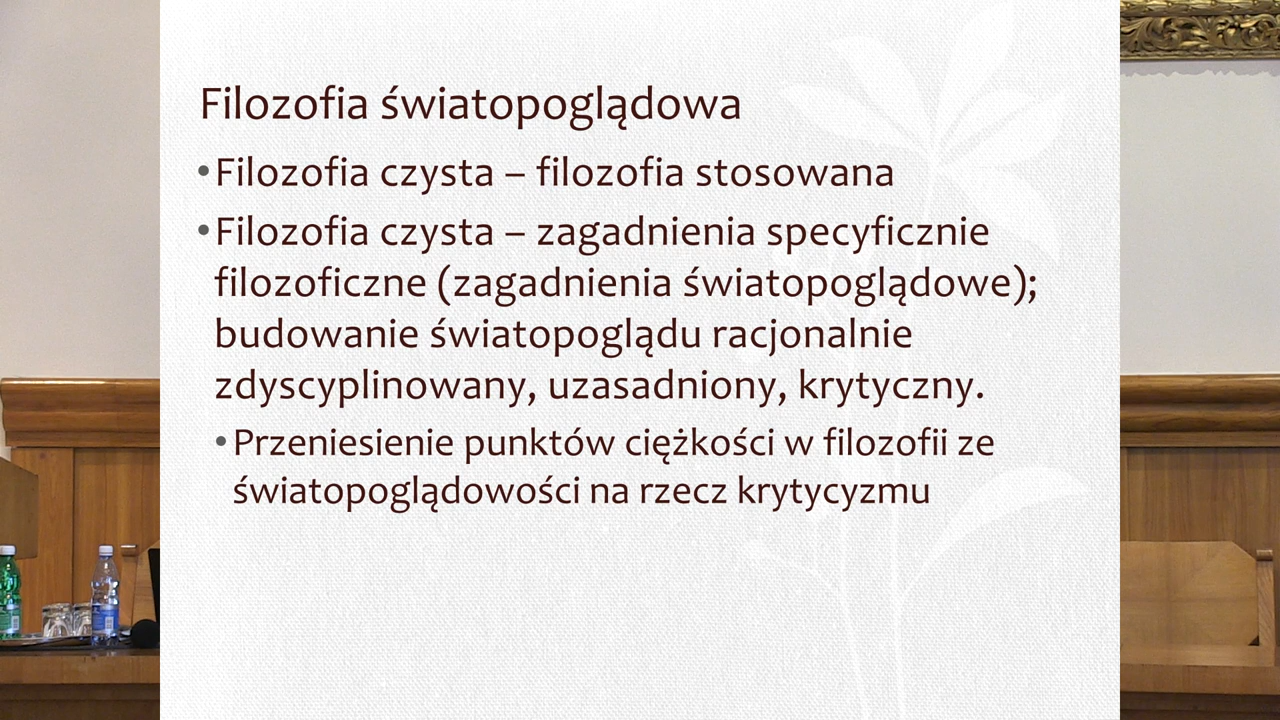 Filozofia światopoglądowa
•Filozofia czysta – filozofia stosowana
•Filozofia czysta – zagadnienia specyficznie
filozoficzne (zagadnienia światopoglądowe);
budowanie światopoglądu racjonalnie
zdyscyplinowany, uzasadniony, krytyczny.
•Przeniesienie punktów ciężkości w filozofii ze
światopoglądowości na rzecz krytycyzmu